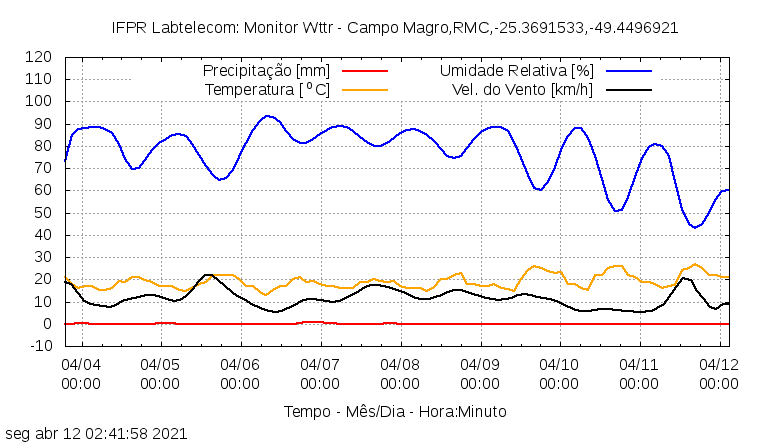 IFPR Labtelecom: Monitor Wttr - Campo Magro,RMC,-25.3691533,-49.4496921
Precipitação [mm]
Temperatura [⁰C]
Umidade Relativa [%]
Vel. do Vento [km/h]
120
110
100
90
80
70
60
50
40
30
20
10
0
-10
04/04 04/05 04/06 04/07 04/08 04/09 04/10 04/11 04/12
00:00 00:00 00:00 00:00 00:00 00:00 00:00 00:00 00:00
Tempo - Mês/Dia - Hora:Minuto
seg abr 12 02:41:58 2021